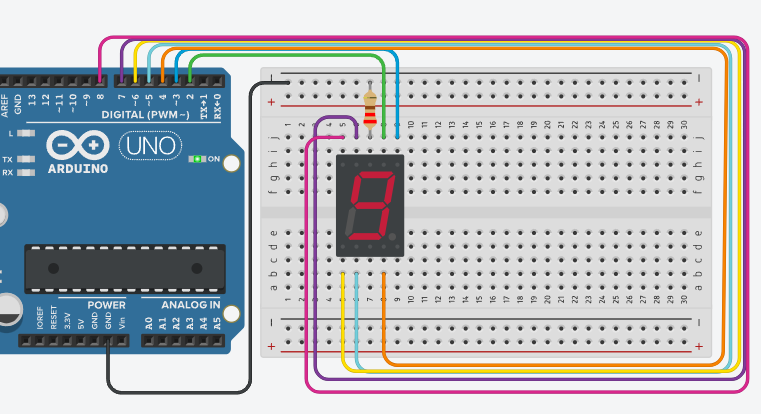 AREF
GND
13
12
~11
~10
~9
8
7
~6
~5
4
~3
2
TX→1
RX←0
DIGITAL (PWM~)
L
TX
RX
ARDUINO
UNO
ON
IOREF
RESET
3.3V
5V
GND
GND
Vin
POWER
ANALOG IN
A0
A1
A2
A3
A4
A5
− −
+ +
1 2 3 4 5 6 7 8 9 10 11 12 13 14 15 16 17 18 19 20 21 22 23 24 25 26 27 28 29 30
j j
i i
h h
g g
f f
9
e e
d d
c c
b b
a a
1 2 3 4 5 6 7 8 9 10 11 12 13 14 15 16 17 18 19 20 21 22 23 24 25 26 27 28 29 30
− −
+ +